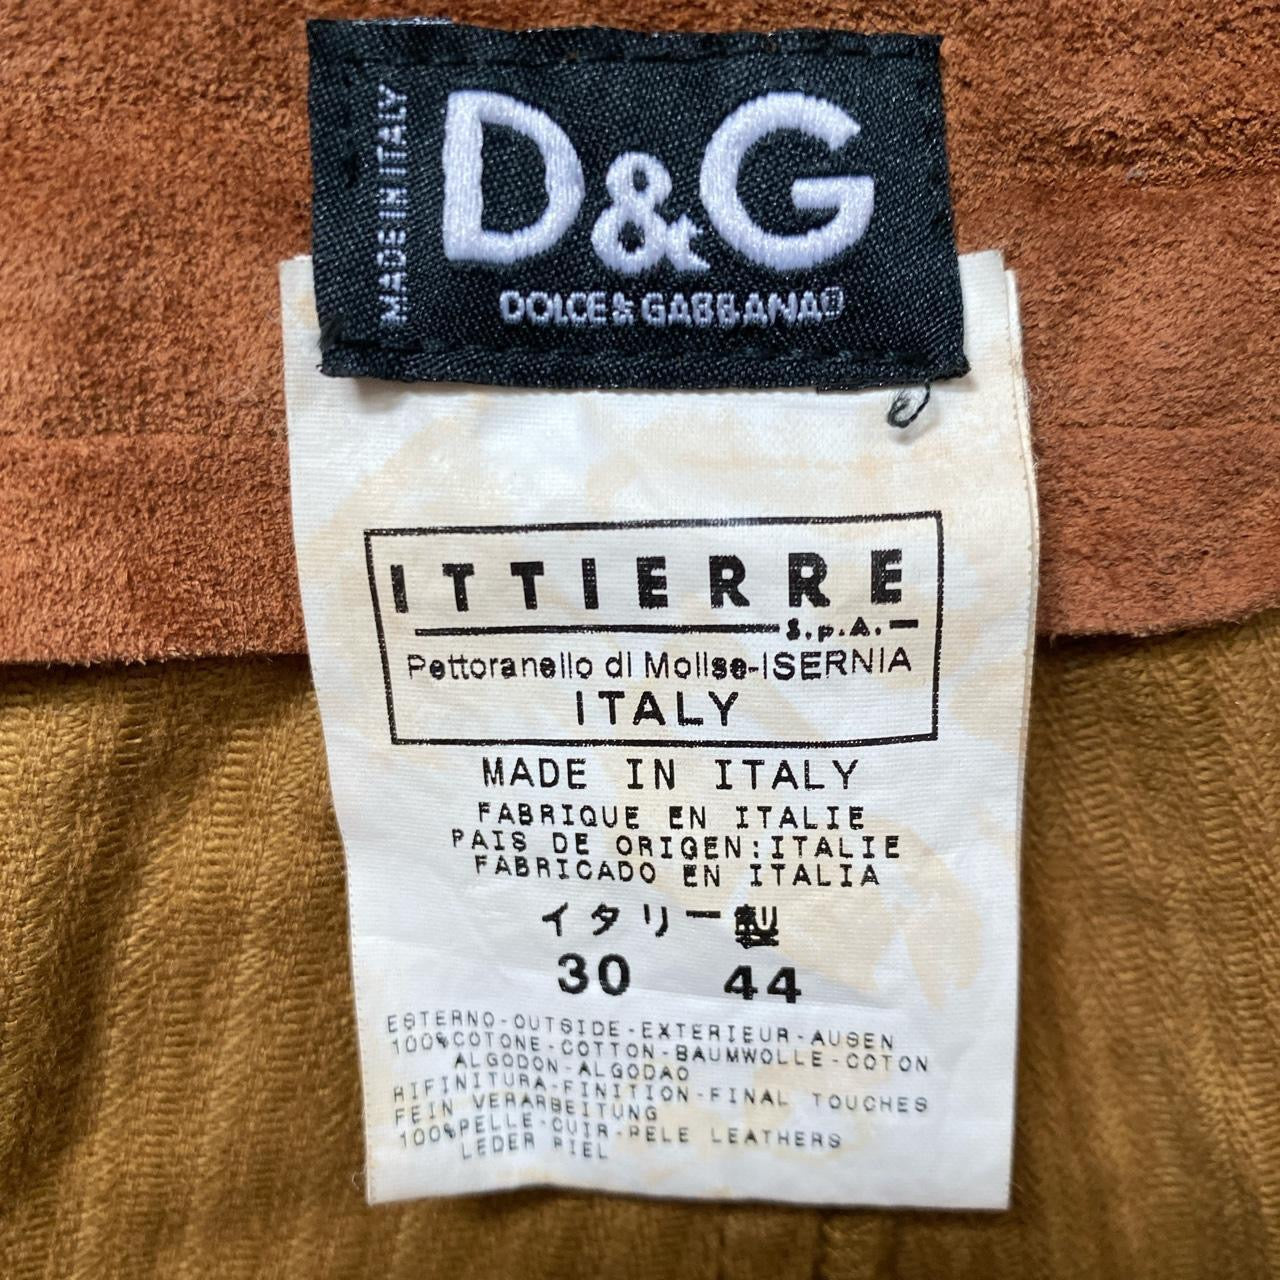 MADE IN ITALY
D&G
DOLCE & GABBANA®
ITTIERRE
S.p.A.
Pettoranello di Molise-ISERNIA
ITALY
MADE IN ITALY
FABRIQUE EN ITALIE
PAIS DE ORIGEN:ITALIE
FABRICADO EN ITALIA
イタリー製
30 44
ESTERNO-OUTSIDE-EXTERIEUR-AUSEN
100%COTONE-COTTON-BAUMWOLLE-COTON
ALGODON-ALGODAO
RIFINITURA-FINITION-FINAL TOUCHES
FEIN VERARBEITUNG
100%PELLE-CUIR-PELE LEATHERS
LEDER PIEL